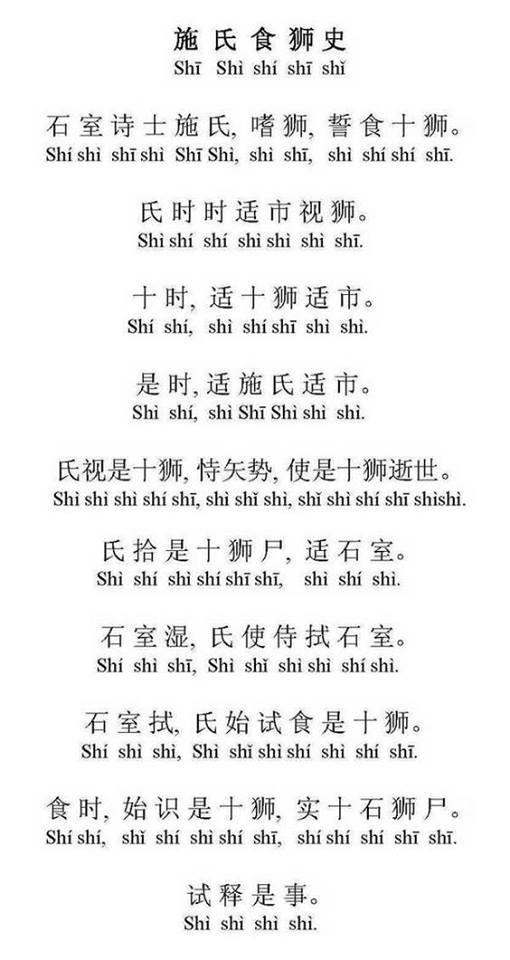 施氏食狮史
Shī Shì shí shī shǐ
石室诗士施氏, 嗜狮, 誓食十狮。
Shí shì shī shì Shī Shì, shì shī, shì shí shí shī.
氏时时适市视狮。
Shì shí shí shì shì shì shī.
十时, 适十狮适市。
Shí shí, shì shí shī shì shì.
是时, 适施氏适市。
Shì shí, shì Shī Shì shì shì.
氏视是十狮, 恃矢势, 使是十狮逝世。
Shì shì shì shí shī, shì shǐ shì, shǐ shì shí shī shìshì.
氏拾是十狮尸, 适石室。
Shì shí shì shí shī shī, shì shí shì.
石室湿, 氏使侍拭石室。
Shí shì shī, Shì shǐ shì shì shí shì.
石室拭, 氏始试食是十狮。
Shí shì shì, Shì shǐ shì shí shì shí shī.
食时, 始识是十狮, 实十石狮尸。
Shí shí, shǐ shí shì shí shī, shí shí shí shī shī.
试释是事。
Shì shì shì shì.